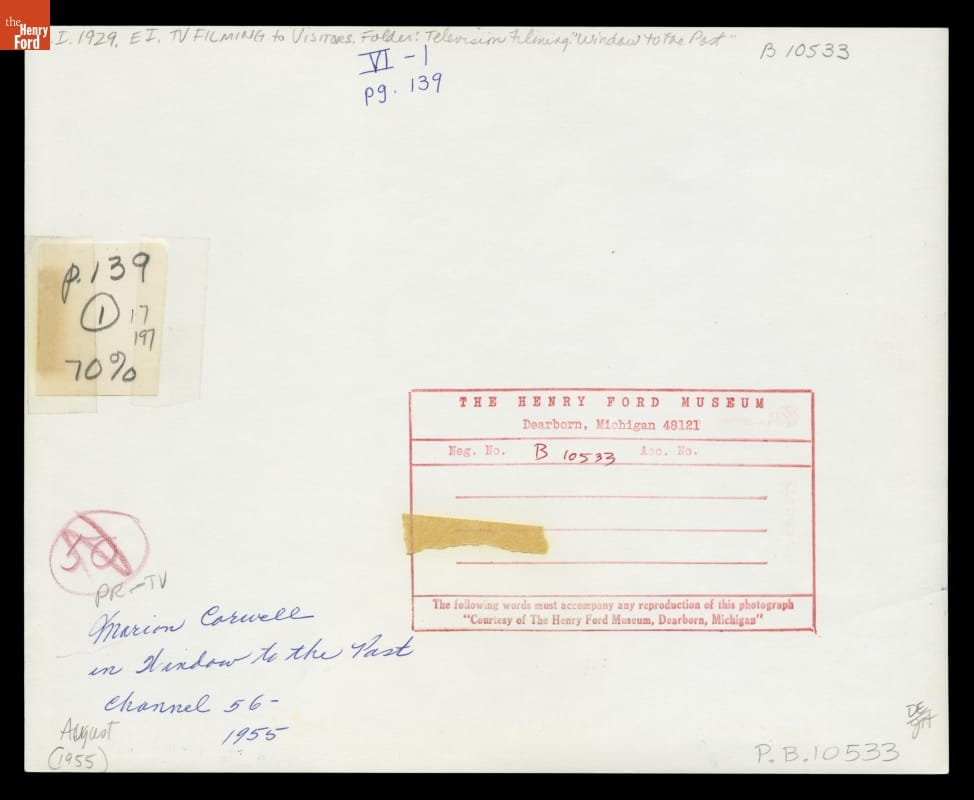 the Henry Ford
I. 1929. EI. TV FILMING to VISITORS. Folder: Television Filming. "Window to the Past"
B 10533
VI - 1
pg. 139
p. 139
1 17
197
70%
THE HENRY FORD MUSEUM
Dearborn, Michigan 48121
Neg. No. B 10533 Acc. No.
The following words must accompany any reproduction of this photograph
"Courtesy of The Henry Ford Museum, Dearborn, Michigan"
56
PR-TV
Marion Corwell
in Window to the Past
Channel 56-
1955
August
(1955)
P.B.10533